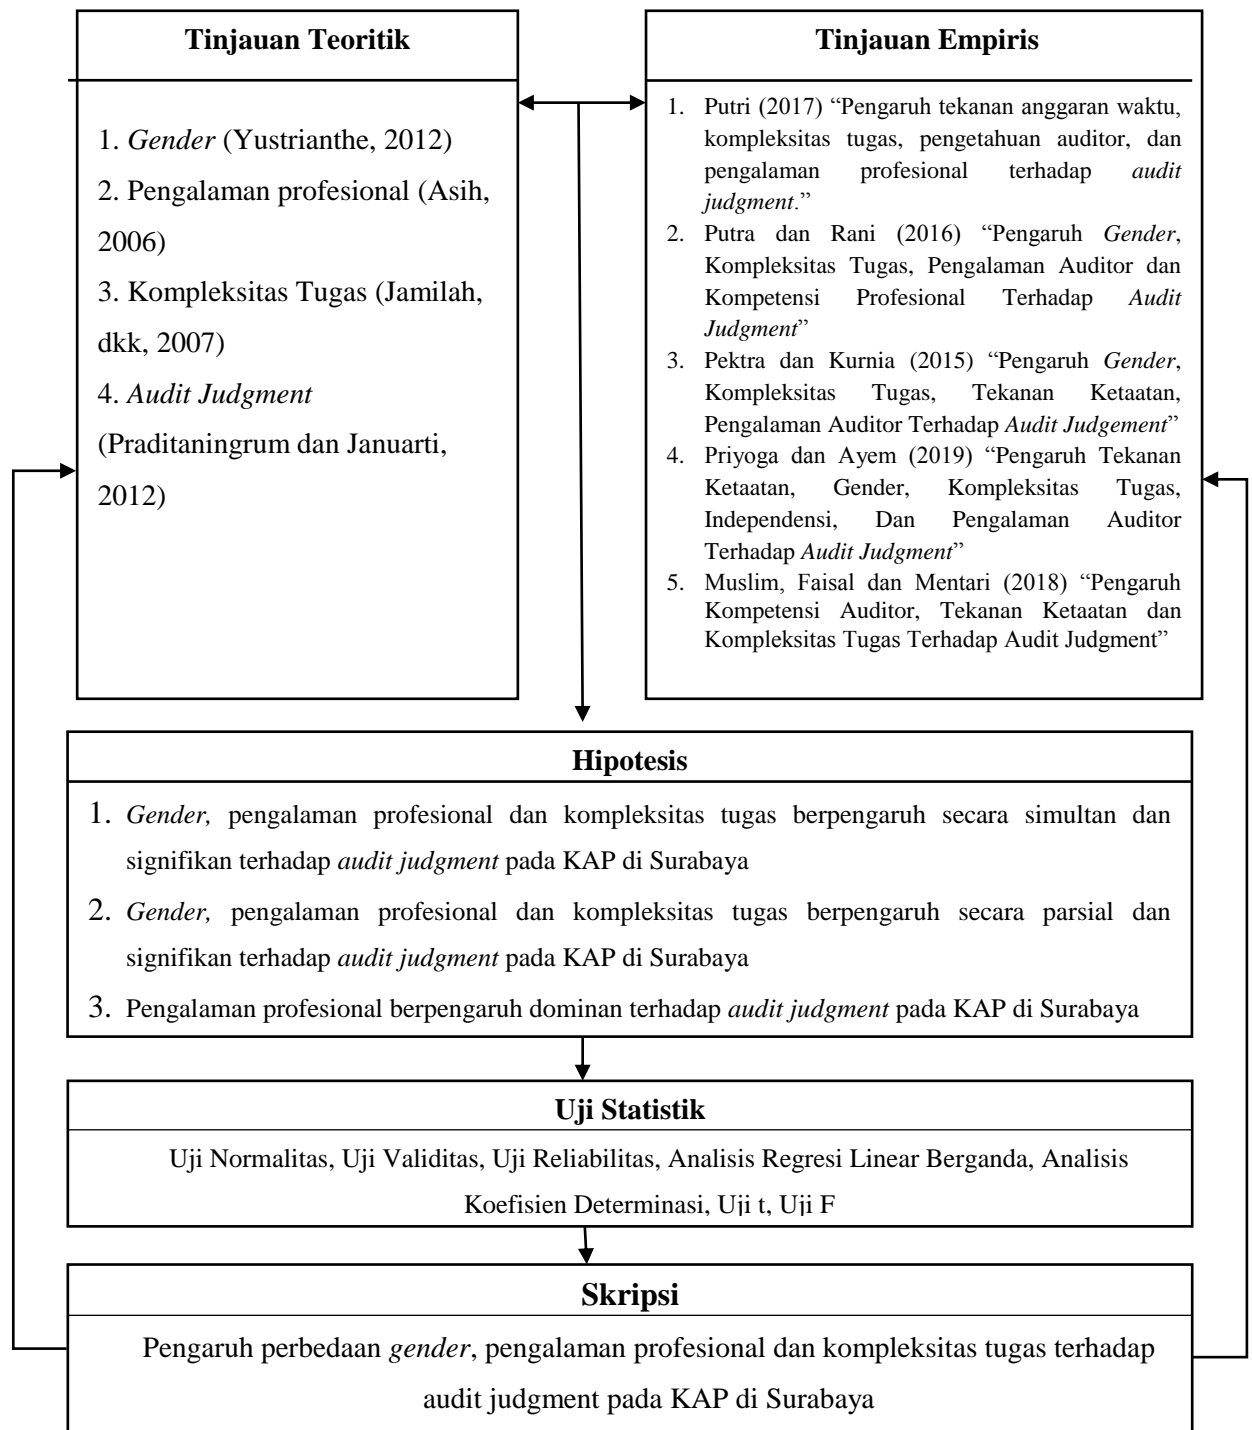 Tinjauan Teoritik
1. Gender (Yustrianthe, 2012)
2. Pengalaman profesional (Asih,
2006)
3. Kompleksitas Tugas (Jamilah,
dkk, 2007)
4. Audit Judgment
(Praditaningrum dan Januarti,
2012)
Tinjauan Empiris
1. Putri (2017) “Pengaruh tekanan anggaran waktu,
kompleksitas tugas, pengetahuan auditor, dan
pengalaman profesional terhadap audit
judgment.”
2. Putra dan Rani (2016) “Pengaruh Gender,
Kompleksitas Tugas, Pengalaman Auditor dan
Kompetensi Profesional Terhadap Audit
Judgment”
3. Pektra dan Kurnia (2015) “Pengaruh Gender,
Kompleksitas Tugas, Tekanan Ketaatan,
Pengalaman Auditor Terhadap Audit Judgement”
4. Priyoga dan Ayem (2019) “Pengaruh Tekanan
Ketaatan, Gender, Kompleksitas Tugas,
Independensi, Dan Pengalaman Auditor
Terhadap Audit Judgment”
5. Muslim, Faisal dan Mentari (2018) “Pengaruh
Kompetensi Auditor, Tekanan Ketaatan dan
Kompleksitas Tugas Terhadap Audit Judgment”
Hipotesis
1. Gender, pengalaman profesional dan kompleksitas tugas berpengaruh secara simultan dan
signifikan terhadap audit judgment pada KAP di Surabaya
2. Gender, pengalaman profesional dan kompleksitas tugas berpengaruh secara parsial dan
signifikan terhadap audit judgment pada KAP di Surabaya
3. Pengalaman profesional berpengaruh dominan terhadap audit judgment pada KAP di Surabaya
Uji Statistik
Uji Normalitas, Uji Validitas, Uji Reliabilitas, Analisis Regresi Linear Berganda, Analisis
Koefisien Determinasi, Uji t, Uji F
Skripsi
Pengaruh perbedaan gender, pengalaman profesional dan kompleksitas tugas terhadap
audit judgment pada KAP di Surabaya